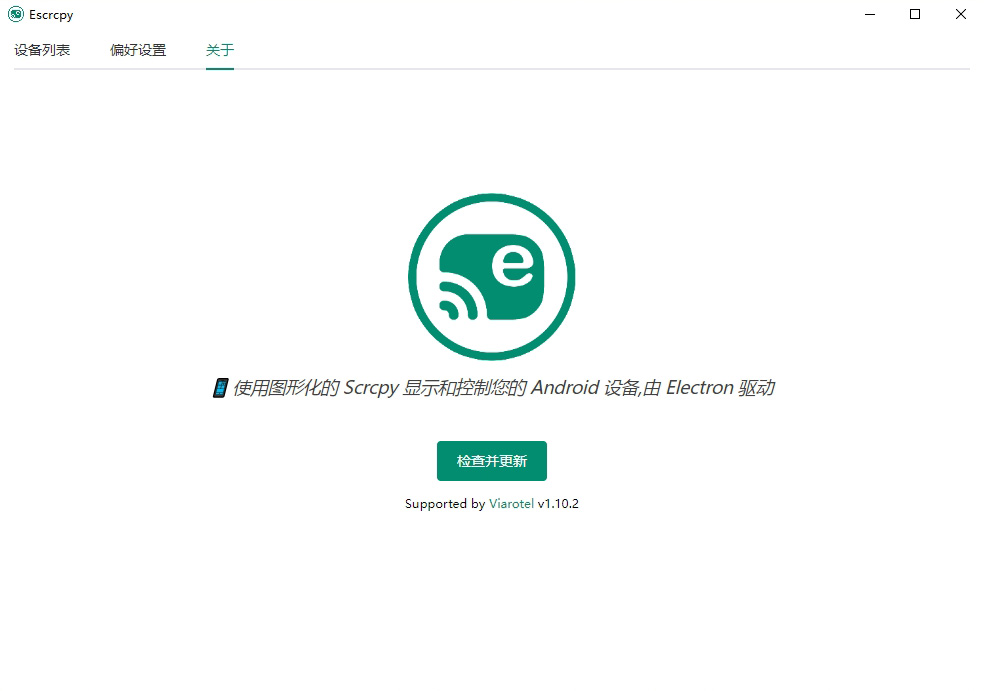 Escrcpy
设备列表 偏好设置 关于
e
📱 使用图形化的 Scrcpy 显示和控制您的 Android 设备,由 Electron 驱动
检查并更新
Supported by Viarotel v1.10.2